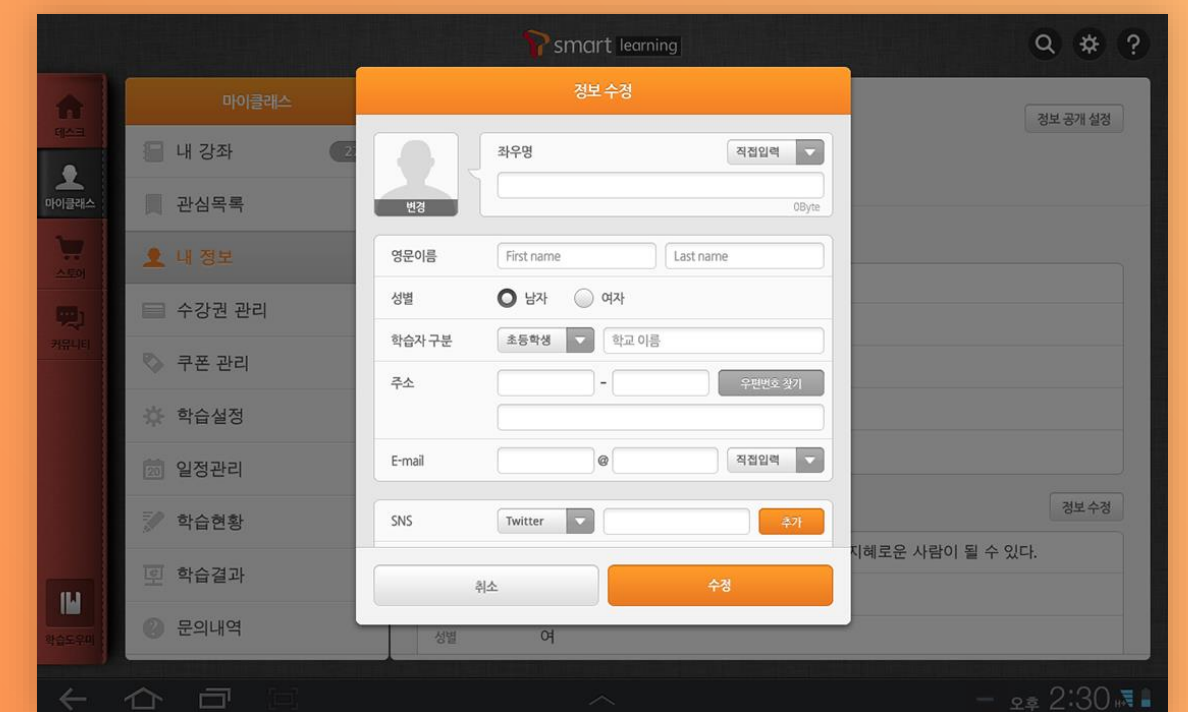 smart learning
데스크
마이클래스
스토어
커뮤니티
학습도우미
마이클래스
내 강좌
관심목록
내 정보
수강권 관리
쿠폰 관리
학습설정
20
일정관리
학습현황
학습결과
문의내역
정보 수정
변경
좌우명
직접입력
0Byte
영문이름
First name
Last name
성별
남자
여자
학습자 구분
초등학생
학교 이름
주소
-
우편번호 찾기
E-mail
@
직접입력
SNS
Twitter
추가
취소
수정
정보 공개 설정
정보 수정
지혜로운 사람이 될 수 있다.
성별
여
오후 2:30